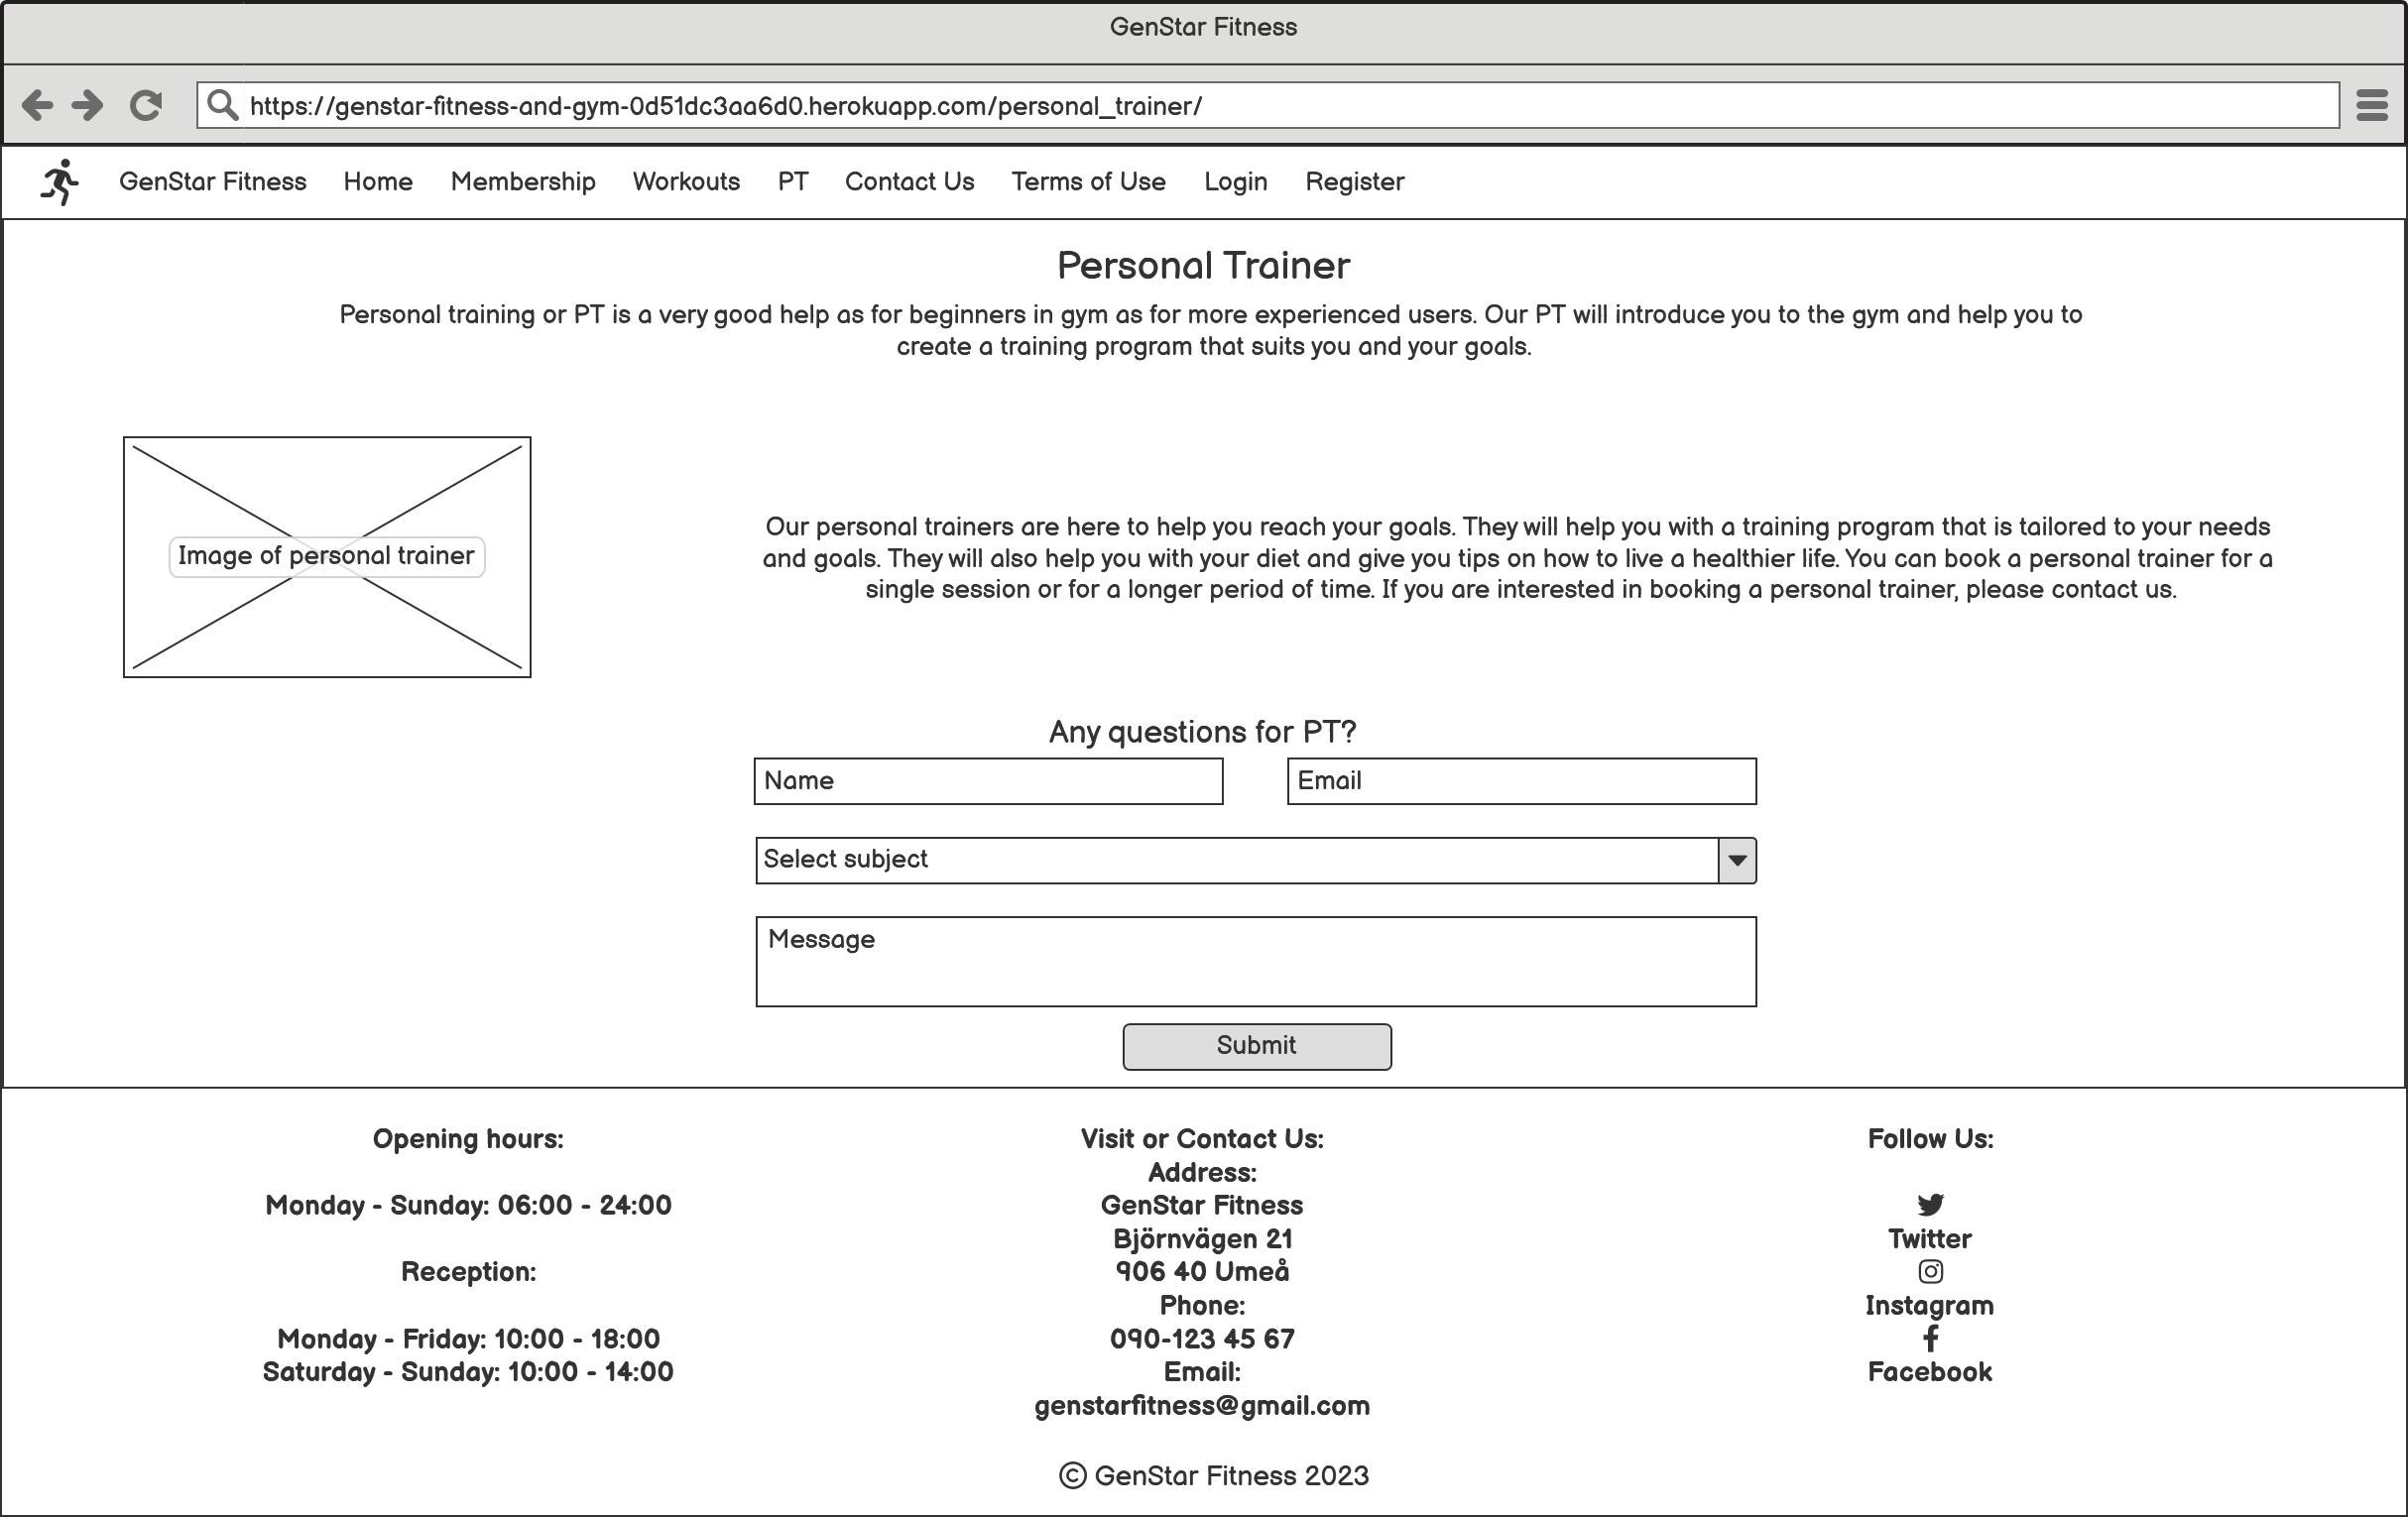 GenStar Fitness
https://genstar-fitness-and-gym-0d51dc3aa6d0.herokuapp.com/personal_trainer/
GenStar Fitness Home Membership Workouts PT Contact Us Terms of Use Login Register
Personal Trainer
Personal training or PT is a very good help as for beginners in gym as for more experienced users. Our PT will introduce you to the gym and help you to
create a training program that suits you and your goals.
Image of personal trainer
Our personal trainers are here to help you reach your goals. They will help you with a training program that is tailored to your needs
and goals. They will also help you with your diet and give you tips on how to live a healthier life. You can book a personal trainer for a
single session or for a longer period of time. If you are interested in booking a personal trainer, please contact us.
Any questions for PT?
Name
Email
Select subject
Message
Submit
Opening hours:
Monday - Sunday: 06:00 - 24:00
Reception:
Monday - Friday: 10:00 - 18:00
Saturday - Sunday: 10:00 - 14:00
Visit or Contact Us:
Address:
GenStar Fitness
Björnvägen 21
906 40 Umeå
Phone:
090-123 45 67
Email:
genstarfitness@gmail.com
Follow Us:
Twitter
Instagram
Facebook
© GenStar Fitness 2023